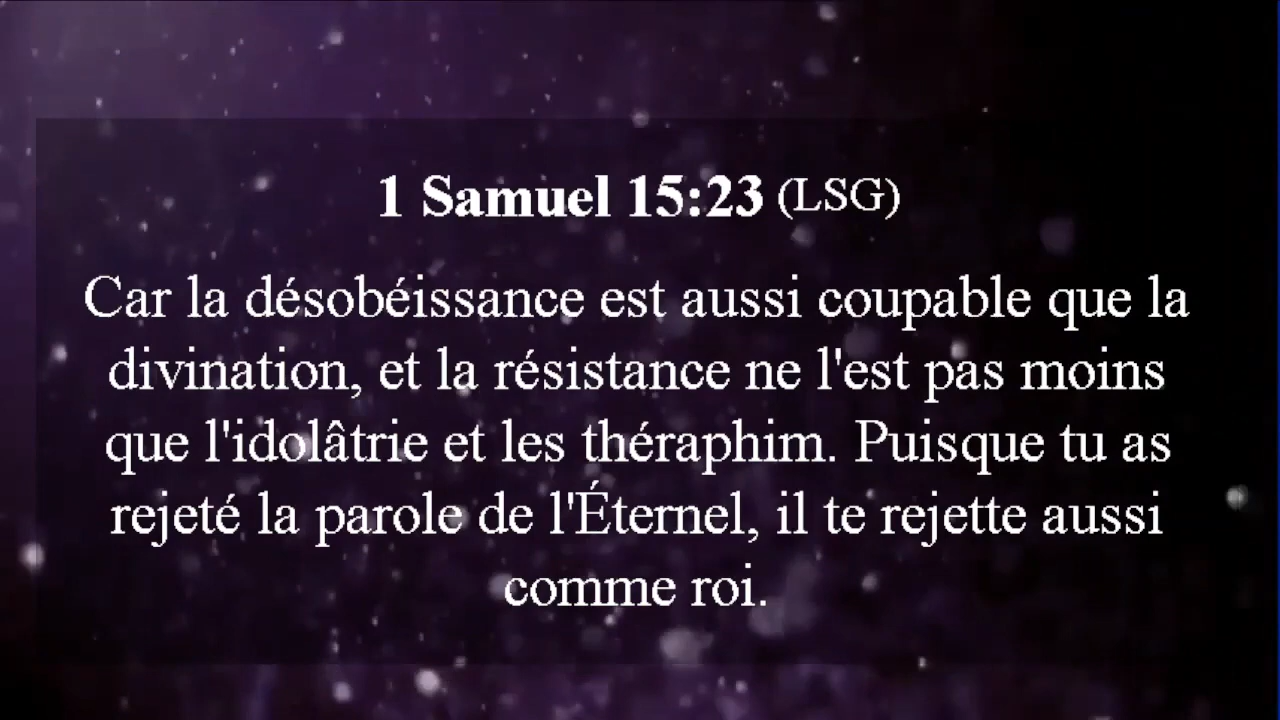 1 Samuel 15:23 (LSG)
Car la désobéissance est aussi coupable que la
divination, et la résistance ne l'est pas moins
que l'idolâtrie et les théraphim. Puisque tu as
rejeté la parole de l'Éternel, il te rejette aussi
comme roi.